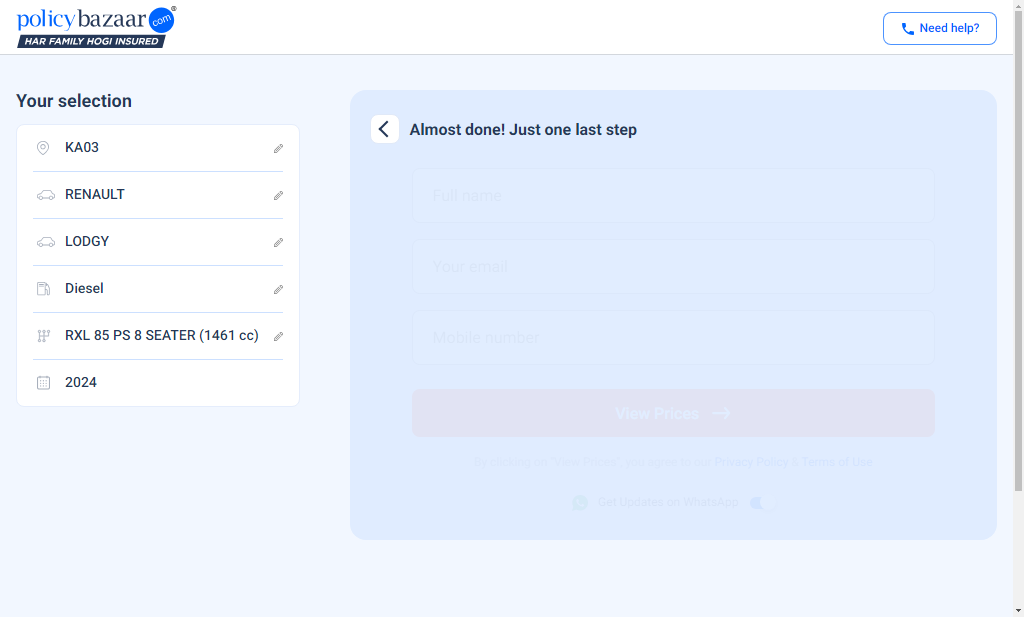 policybazaar.com®
HAR FAMILY HOGI INSURED
Need help?
Your selection
KA03
RENAULT
LODGY
Diesel
RXL 85 PS 8 SEATER (1461 cc)
2024
Almost done! Just one last step
Full name
Your email
Mobile number
View Prices
By clicking on "View Prices", you agree to our Privacy Policy & Terms of Use
Get Updates on WhatsApp